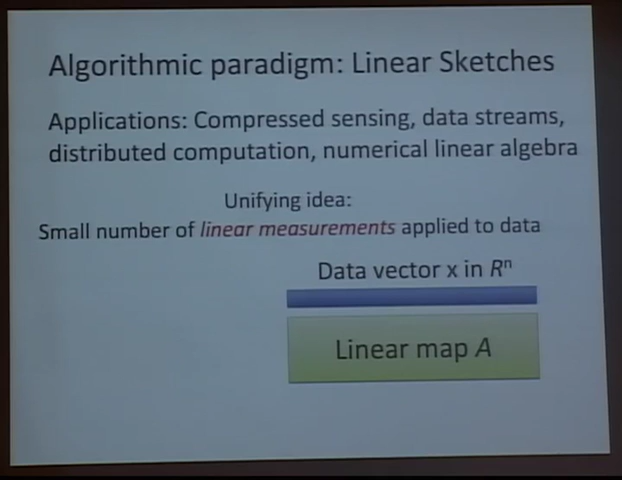 Algorithmic paradigm: Linear Sketches
Applications: Compressed sensing, data streams,
distributed computation, numerical linear algebra
Unifying idea:
Small number of linear measurements applied to data
Data vector x in Rⁿ
Linear map A